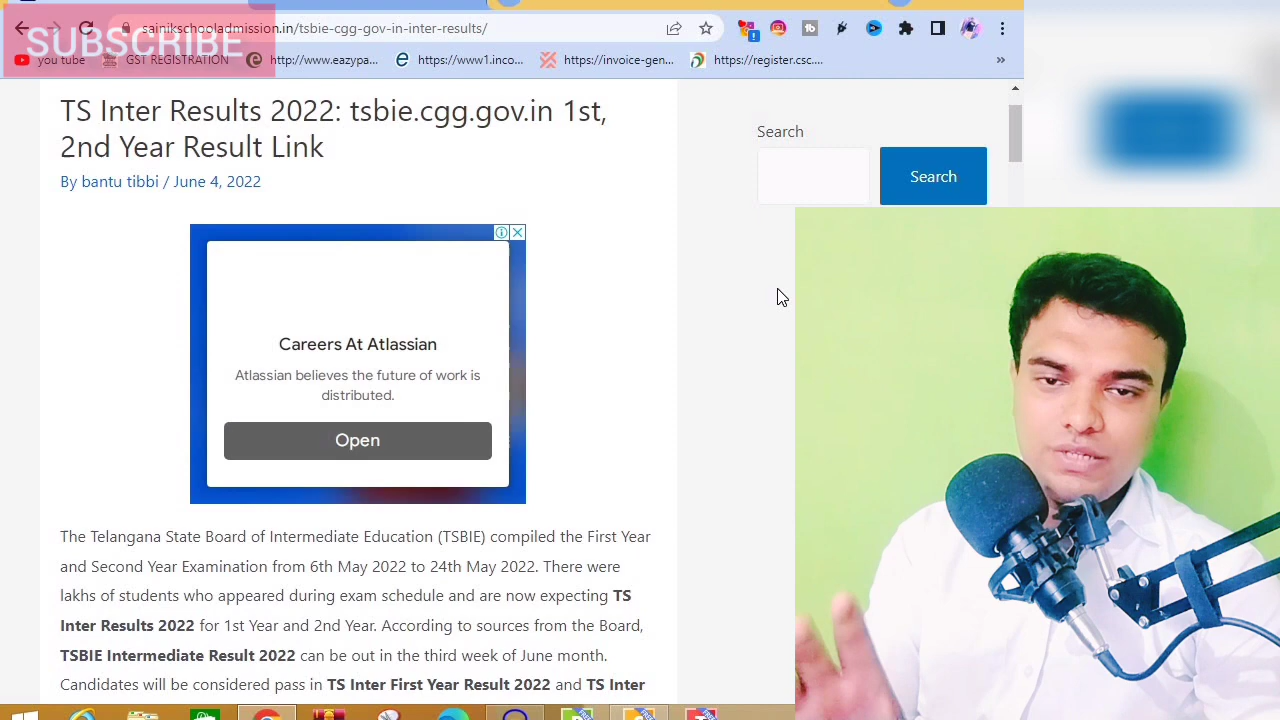 sainikschooladmission.in/tsbie-cgg-gov-in-inter-results/
SUBSCRIBE
you tube GST REGISTRATION http://www.eazypa... https://www1.inco... https://invoice-gen... https://register.csc.... »
TS Inter Results 2022: tsbie.cgg.gov.in 1st,
2nd Year Result Link
By bantu tibbi / June 4, 2022
Search
Search
Careers At Atlassian
Atlassian believes the future of work is
distributed.
Open
The Telangana State Board of Intermediate Education (TSBIE) compiled the First Year
and Second Year Examination from 6th May 2022 to 24th May 2022. There were
lakhs of students who appeared during exam schedule and are now expecting TS
Inter Results 2022 for 1st Year and 2nd Year. According to sources from the Board,
TSBIE Intermediate Result 2022 can be out in the third week of June month.
Candidates will be considered pass in TS Inter First Year Result 2022 and TS Inter